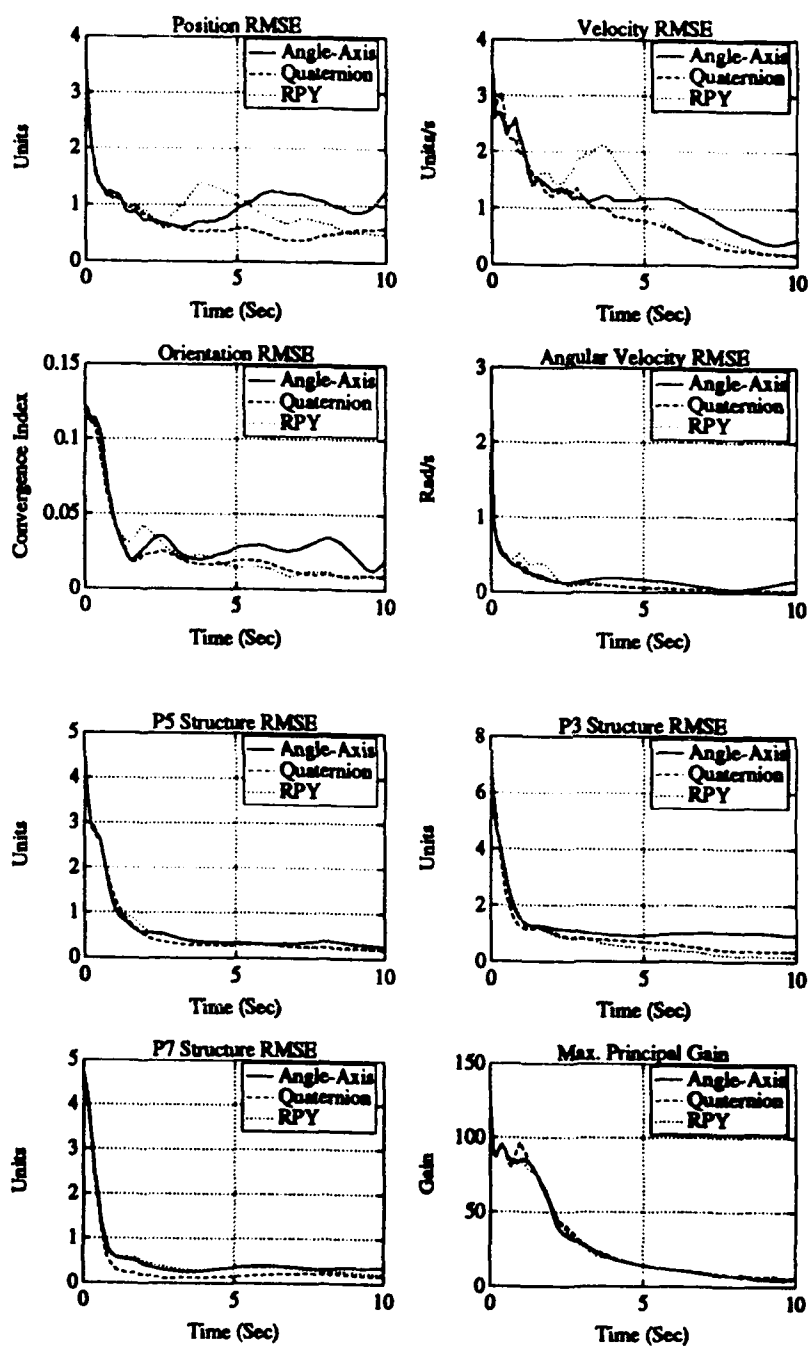 Position RMSE
4
3
2
1
0
Units
Angle-Axis
Quaternion
RPY
0
5
10
Time (Sec)
Velocity RMSE
4
3
2
1
0
Units/s
Angle-Axis
Quaternion
RPY
0
5
10
Time (Sec)
Orientation RMSE
0.15
0.1
0.05
0
Convergence Index
Angle-Axis
Quaternion
RPY
0
5
10
Time (Sec)
Angular Velocity RMSE
3
2
1
0
Rad/s
Angle-Axis
Quaternion
RPY
0
5
10
Time (Sec)
P5 Structure RMSE
5
4
3
2
1
0
Units
Angle-Axis
Quaternion
RPY
0
5
10
Time (Sec)
P3 Structure RMSE
8
6
4
2
0
Units
Angle-Axis
Quaternion
RPY
0
5
10
Time (Sec)
P7 Structure RMSE
5
4
3
2
1
0
Units
Angle-Axis
Quaternion
RPY
0
5
10
Time (Sec)
Max. Principal Gain
150
100
50
0
Gain
Angle-Axis
Quaternion
RPY
0
5
10
Time (Sec)